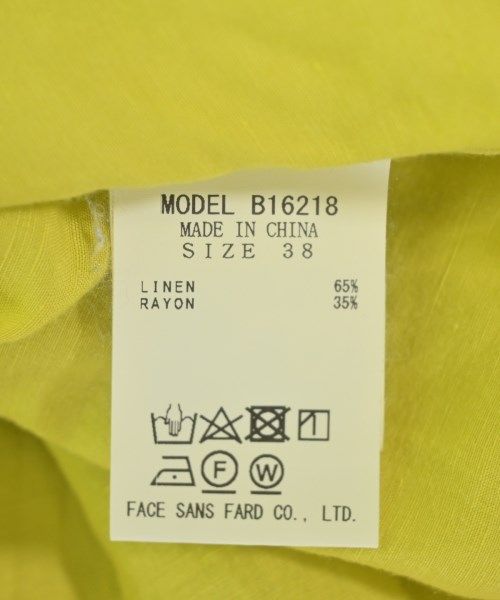 MODEL B16218
MADE IN CHINA
SIZE 38
LINEN 65%
RAYON 35%
F W
FACE SANS FARD CO., LTD.